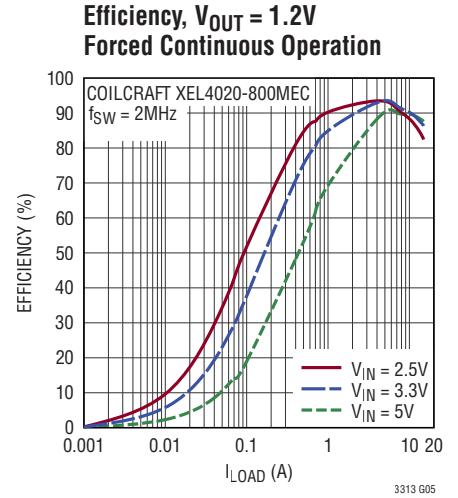 Efficiency, VOUT = 1.2V
Forced Continuous Operation
100
90
80
70
60
50
40
30
20
10
0
EFFICIENCY (%)
COILCRAFT XEL4020-800MEC
fSW = 2MHz
VIN = 2.5V
VIN = 3.3V
VIN = 5V
0.001 0.01 0.1 1 10 20
ILOAD (A)
3313 G05